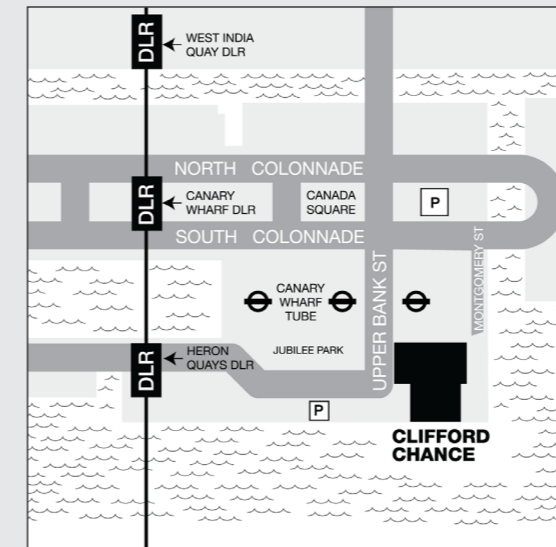 DLR
WEST INDIA
QUAY DLR
NORTH COLONNADE
DLR
CANARY
WHARF DLR
CANADA
SQUARE
P
SOUTH COLONNADE
MONTGOMERY ST
UPPER BANK ST
CANARY
WHARF
TUBE
DLR
HERON
QUAYS DLR
JUBILEE PARK
P
CLIFFORD
CHANCE